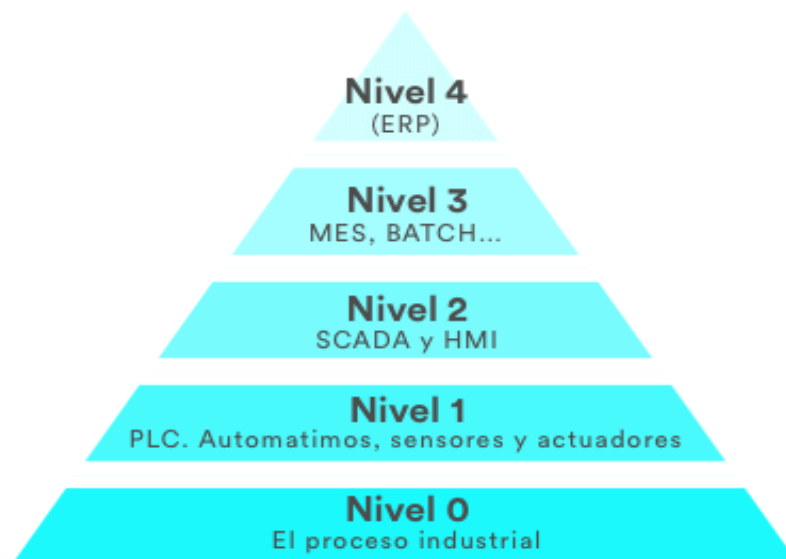 Nivel 4
(ERP)
Nivel 3
MES, BATCH...
Nivel 2
SCADA y HMI
Nivel 1
PLC. Automatimos, sensores y actuadores
Nivel 0
El proceso industrial